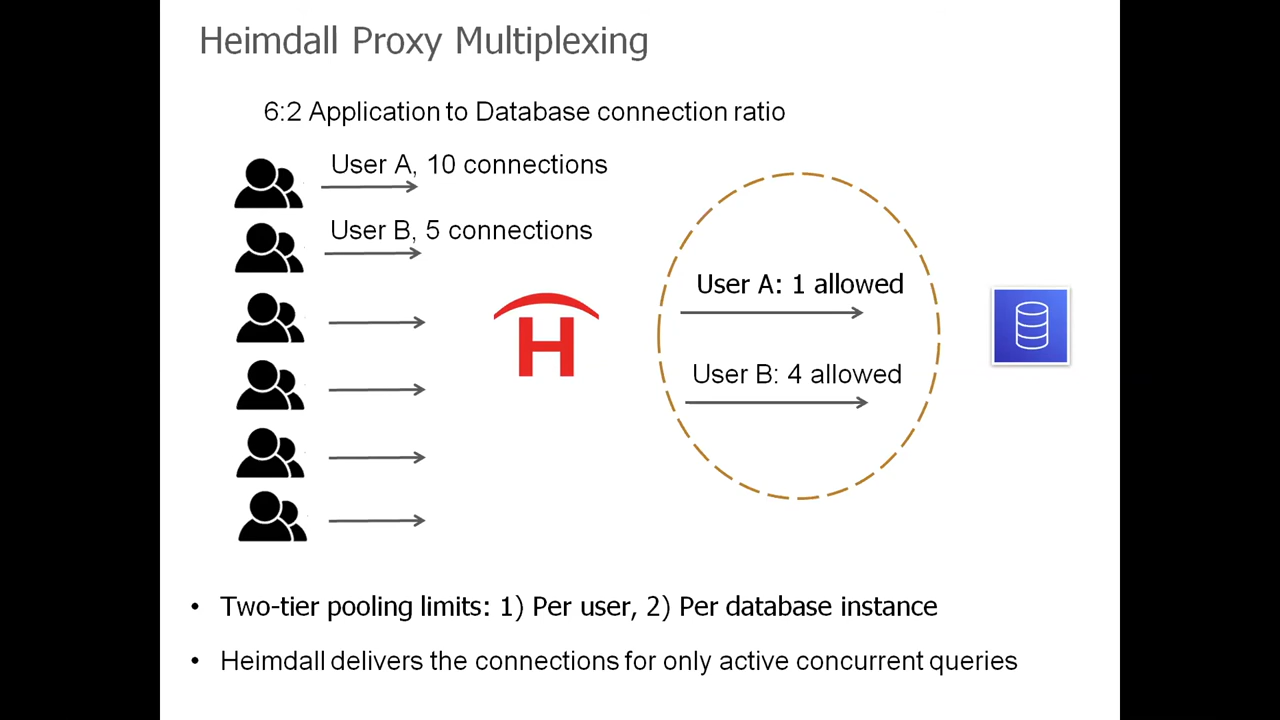 Heimdall Proxy Multiplexing
6:2 Application to Database connection ratio
User A, 10 connections
User B, 5 connections
H
User A: 1 allowed
User B: 4 allowed
• Two-tier pooling limits: 1) Per user, 2) Per database instance
• Heimdall delivers the connections for only active concurrent queries